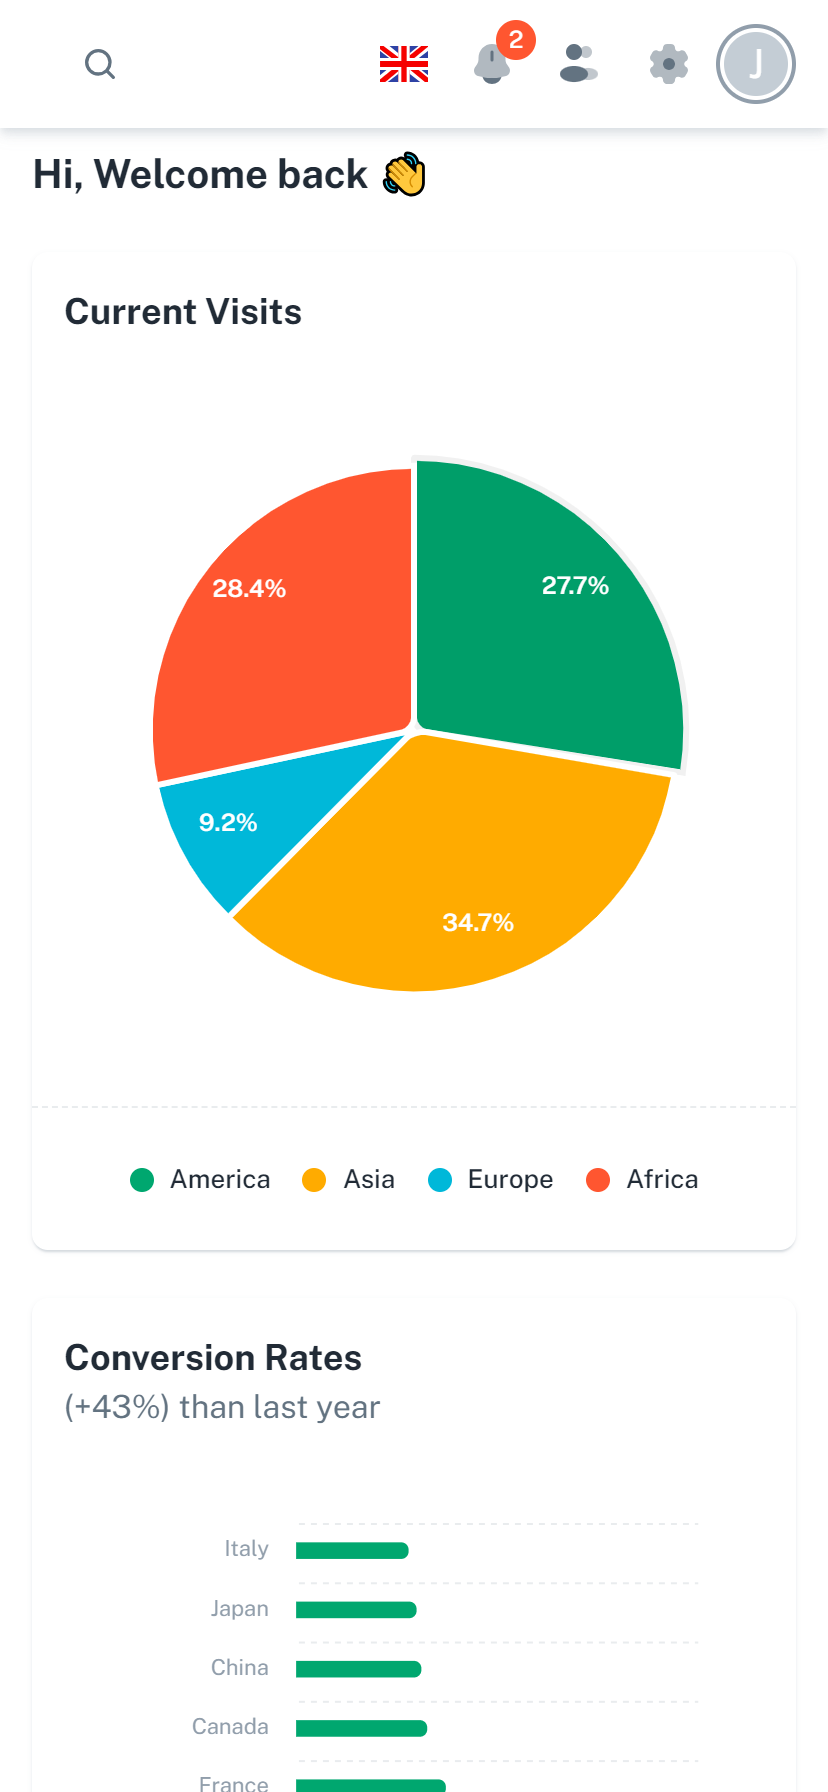 2
J
Hi, Welcome back 👋
Current Visits
28.4%
27.7%
9.2%
34.7%
America Asia Europe Africa
Conversion Rates
(+43%) than last year
Italy
Japan
China
Canada
France